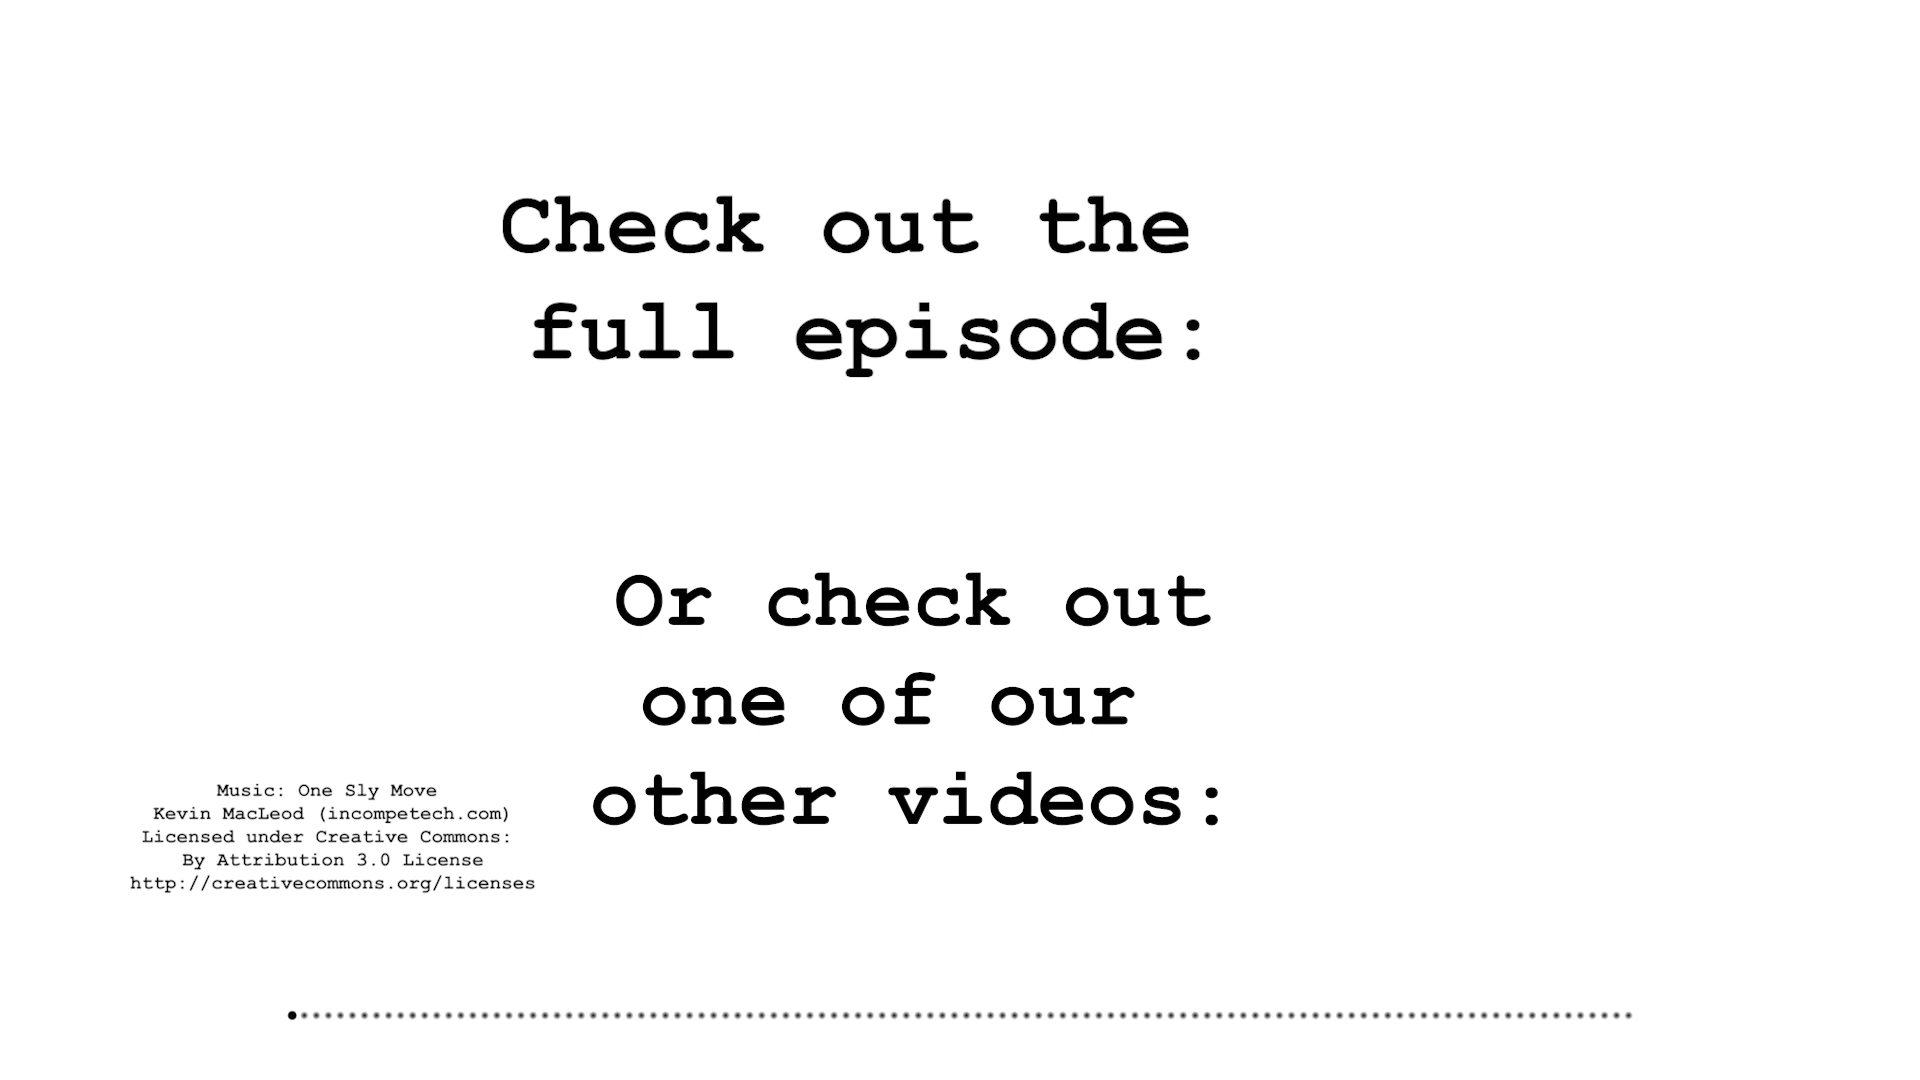 Check out the
full episode:
Or check out
one of our
other videos:
Music: One Sly Move
Kevin MacLeod (incompetech.com)
Licensed under Creative Commons:
By Attribution 3.0 License
http://creativecommons.org/licenses